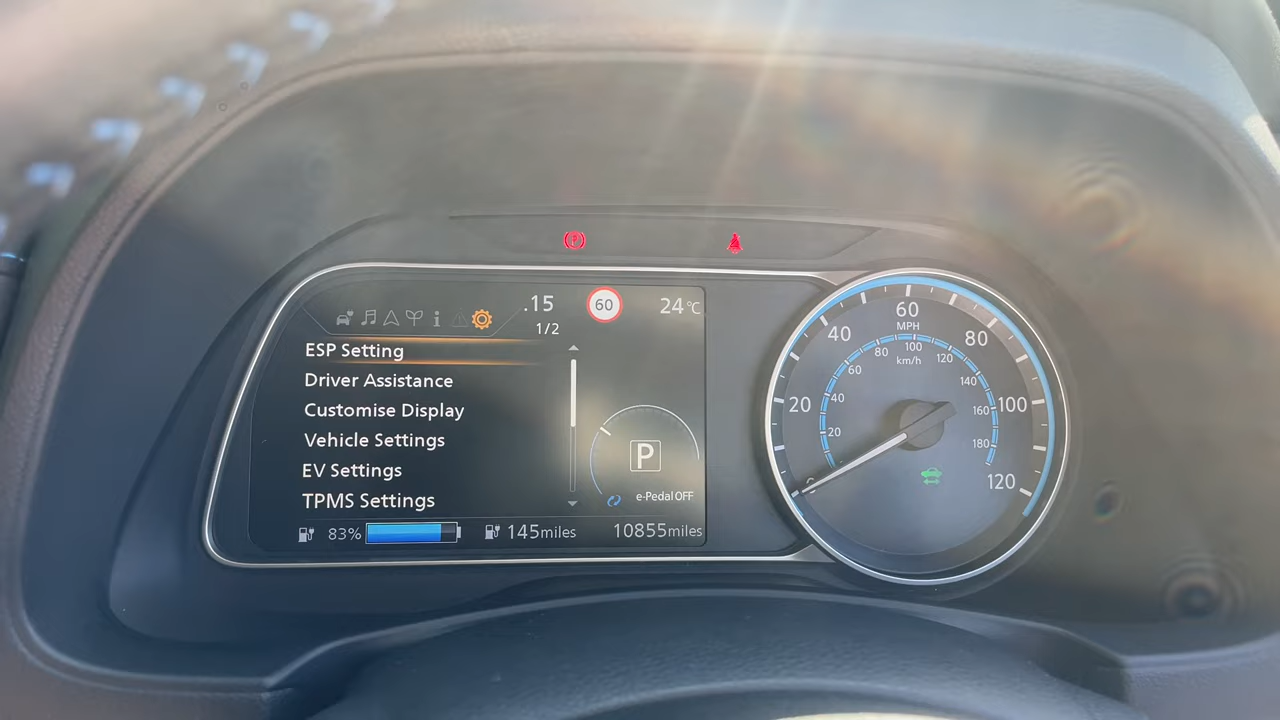 .15
60
24°C
1/2
ESP Setting
Driver Assistance
Customise Display
Vehicle Settings
EV Settings
TPMS Settings
P
e-Pedal OFF
83%
145miles
10855miles
P
20
40
60
80
100
120
MPH
20
40
60
80
100
120
140
160
180
km/h